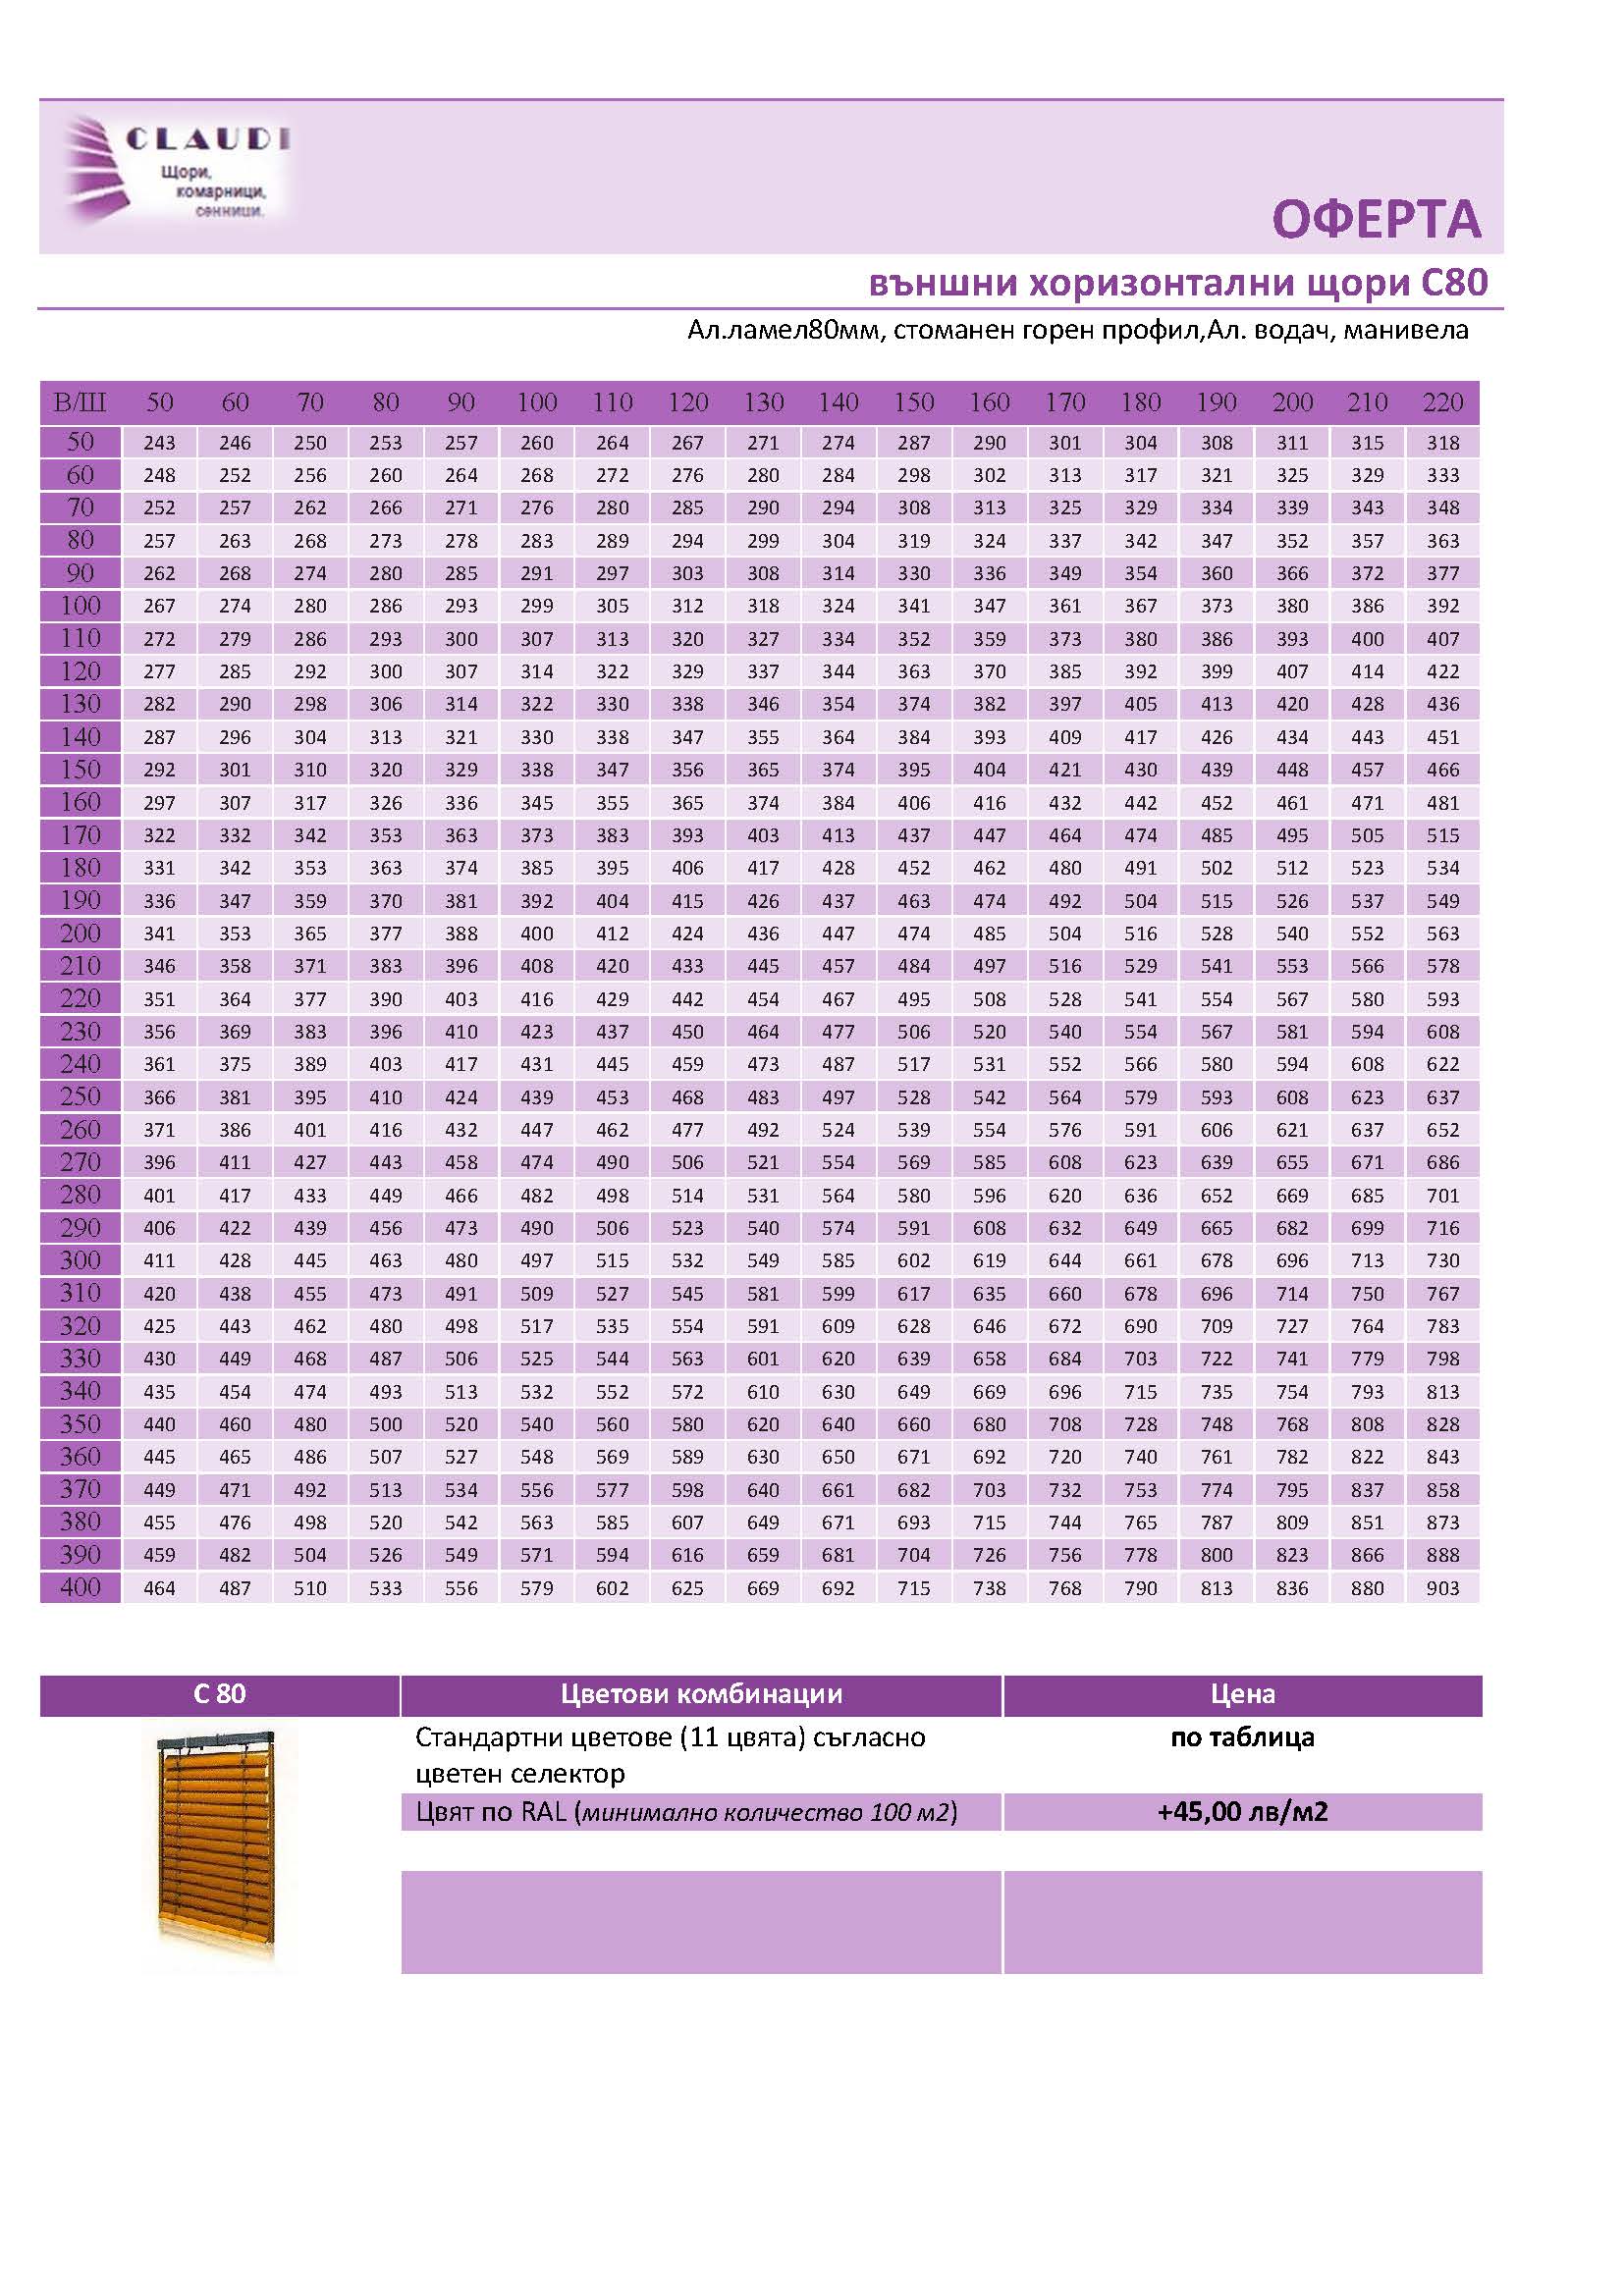 CLAUDI
Щори,
комарници,
сенници.
ОФЕРТА
външни хоризонтални щори С80
Ал.ламел80мм, стоманен горен профил,Ал. водач, манивела
В/Ш 50 60 70 80 90 100 110 120 130 140 150 160 170 180 190 200 210 220
50 243 246 250 253 257 260 264 267 271 274 287 290 301 304 308 311 315 318
60 248 252 256 260 264 268 272 276 280 284 298 302 313 317 321 325 329 333
70 252 257 262 266 271 276 280 285 290 294 308 313 325 329 334 339 343 348
80 257 263 268 273 278 283 289 294 299 304 319 324 337 342 347 352 357 363
90 262 268 274 280 285 291 297 303 308 314 330 336 349 354 360 366 372 377
100 267 274 280 286 293 299 305 312 318 324 341 347 361 367 373 380 386 392
110 272 279 286 293 300 307 313 320 327 334 352 359 373 380 386 393 400 407
120 277 285 292 300 307 314 322 329 337 344 363 370 385 392 399 407 414 422
130 282 290 298 306 314 322 330 338 346 354 374 382 397 405 413 420 428 436
140 287 296 304 313 321 330 338 347 355 364 384 393 409 417 426 434 443 451
150 292 301 310 320 329 338 347 356 365 374 395 404 421 430 439 448 457 466
160 297 307 317 326 336 345 355 365 374 384 406 416 432 442 452 461 471 481
170 322 332 342 353 363 373 383 393 403 413 437 447 464 474 485 495 505 515
180 331 342 353 363 374 385 395 406 417 428 452 462 480 491 502 512 523 534
190 336 347 359 370 381 392 404 415 426 437 463 474 492 504 515 526 537 549
200 341 353 365 377 388 400 412 424 436 447 474 485 504 516 528 540 552 563
210 346 358 371 383 396 408 420 433 445 457 484 497 516 529 541 553 566 578
220 351 364 377 390 403 416 429 442 454 467 495 508 528 541 554 567 580 593
230 356 369 383 396 410 423 437 450 464 477 506 520 540 554 567 581 594 608
240 361 375 389 403 417 431 445 459 473 487 517 531 552 566 580 594 608 622
250 366 381 395 410 424 439 453 468 483 497 528 542 564 579 593 608 623 637
260 371 386 401 416 432 447 462 477 492 524 539 554 576 591 606 621 637 652
270 396 411 427 443 458 474 490 506 521 554 569 585 608 623 639 655 671 686
280 401 417 433 449 466 482 498 514 531 564 580 596 620 636 652 669 685 701
290 406 422 439 456 473 490 506 523 540 574 591 608 632 649 665 682 699 716
300 411 428 445 463 480 497 515 532 549 585 602 619 644 661 678 696 713 730
310 420 438 455 473 491 509 527 545 581 599 617 635 660 678 696 714 750 767
320 425 443 462 480 498 517 535 554 591 609 628 646 672 690 709 727 764 783
330 430 449 468 487 506 525 544 563 601 620 639 658 684 703 722 741 779 798
340 435 454 474 493 513 532 552 572 610 630 649 669 696 715 735 754 793 813
350 440 460 480 500 520 540 560 580 620 640 660 680 708 728 748 768 808 828
360 445 465 486 507 527 548 569 589 630 650 671 692 720 740 761 782 822 843
370 449 471 492 513 534 556 577 598 640 661 682 703 732 753 774 795 837 858
380 455 476 498 520 542 563 585 607 649 671 693 715 744 765 787 809 851 873
390 459 482 504 526 549 571 594 616 659 681 704 726 756 778 800 823 866 888
400 464 487 510 533 556 579 602 625 669 692 715 738 768 790 813 836 880 903
С 80 Цветови комбинации Цена
Стандартни цветове (11 цвята) съгласно по таблица
цветен селектор
Цвят по RAL (минимално количество 100 м2) +45,00 лв/м2